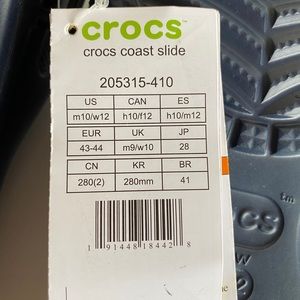 crocs™
crocs coast slide
205315-410
US CAN ES
m10/w12 h10/f12 h10/m12
EUR UK JP
43-44 m9/w10 28
CN KR BR
280(2) 280mm 41
1 91448 18442 8